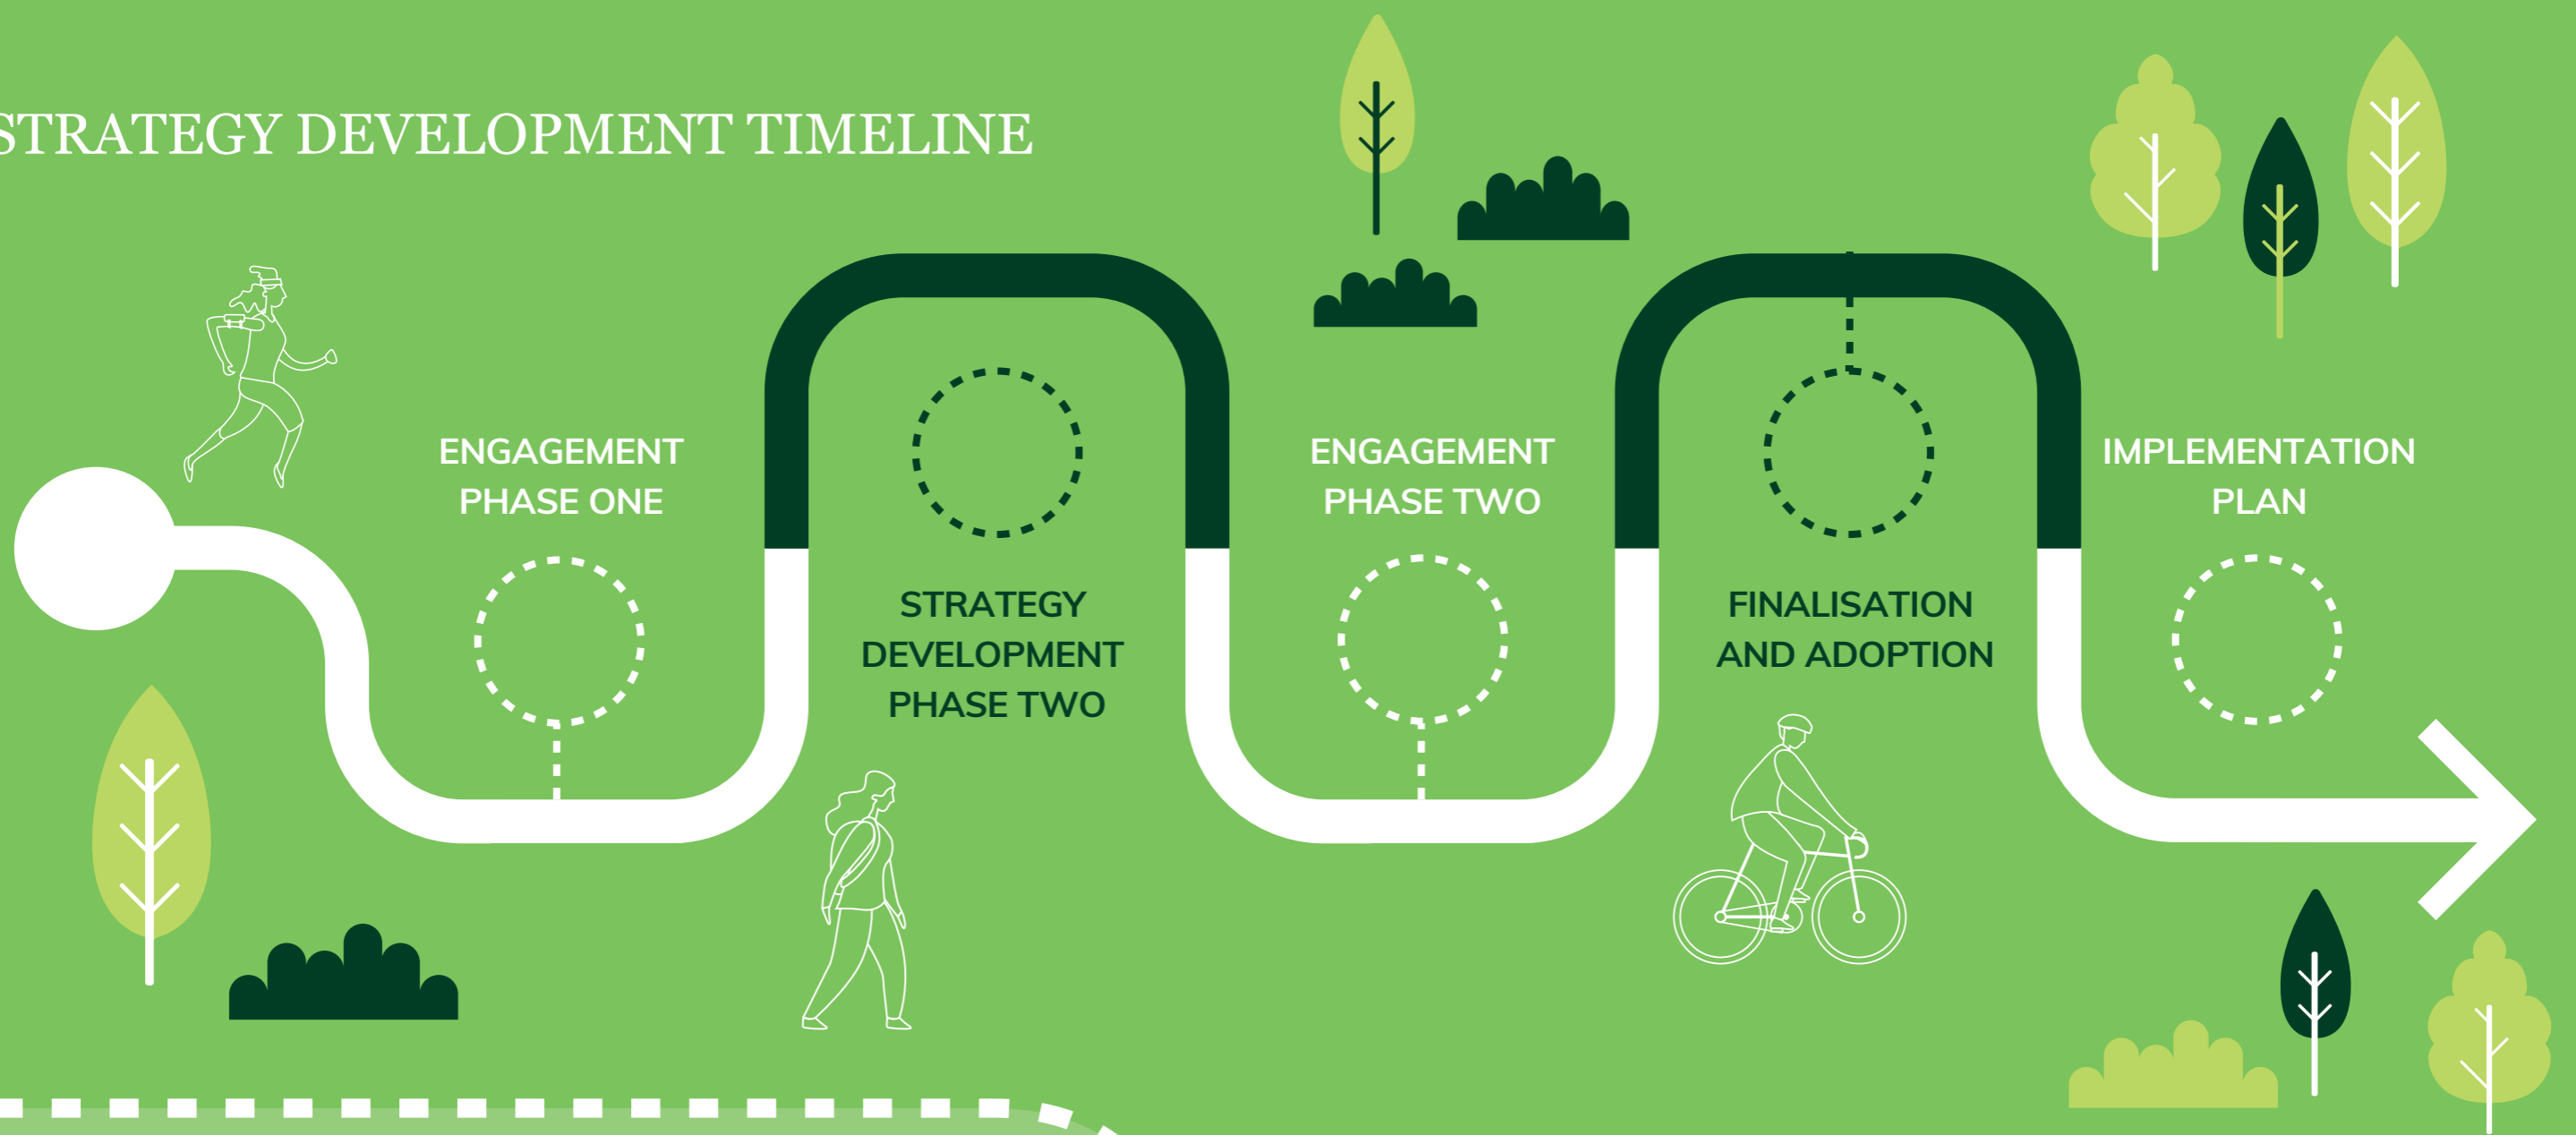 STRATEGY DEVELOPMENT TIMELINE
ENGAGEMENT
PHASE ONE
STRATEGY
DEVELOPMENT
PHASE TWO
ENGAGEMENT
PHASE TWO
FINALISATION
AND ADOPTION
IMPLEMENTATION
PLAN